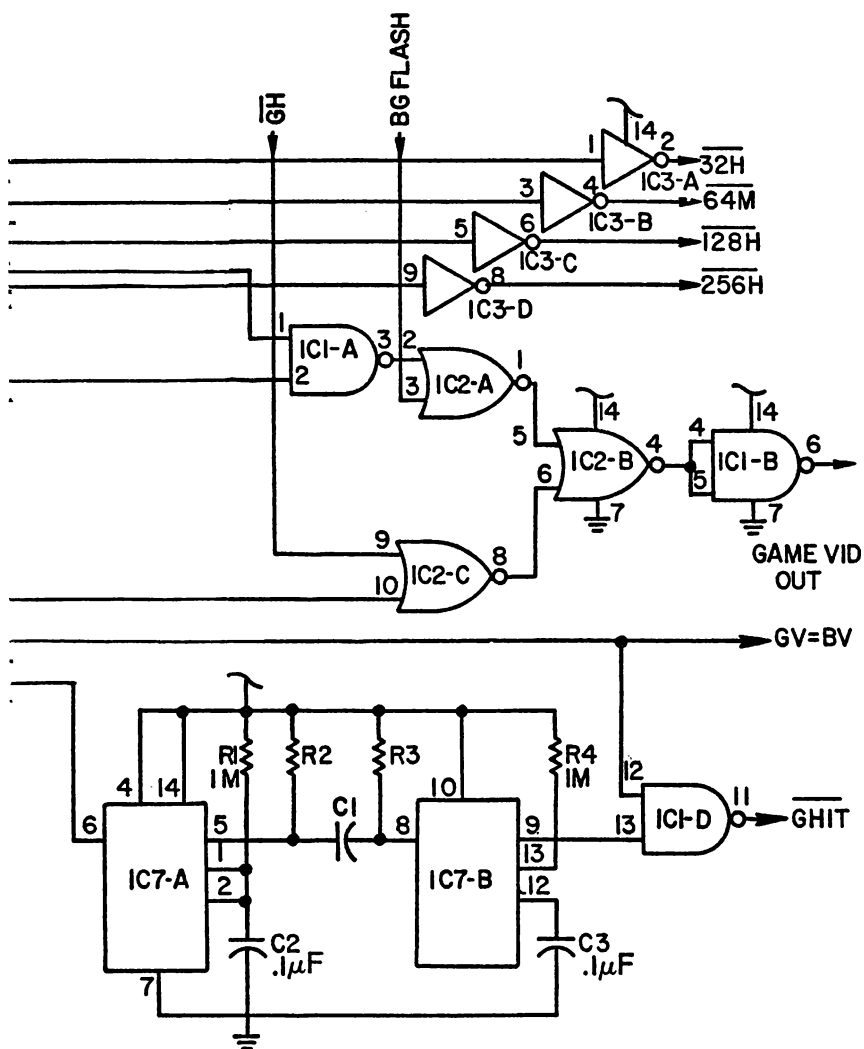 GH
BG FLASH
14
1
2
32H
IC3-A
3
4
64M
IC3-B
5
6
128H
IC3-C
9
8
256H
IC3-D
1
IC1-A
3
2
2
IC2-A
1
3
14
14
5
IC2-B
4
4
IC1-B
6
6
5
7
7
9
IC2-C
8
10
GAME VID
OUT
GV=BV
R1
1M
R2
R3
R4
1M
4
14
10
12
11
6
5
C1
8
9
13
IC1-D
GHIT
1
13
IC7-A
2
IC7-B
12
C2
.1µF
C3
.1µF
7